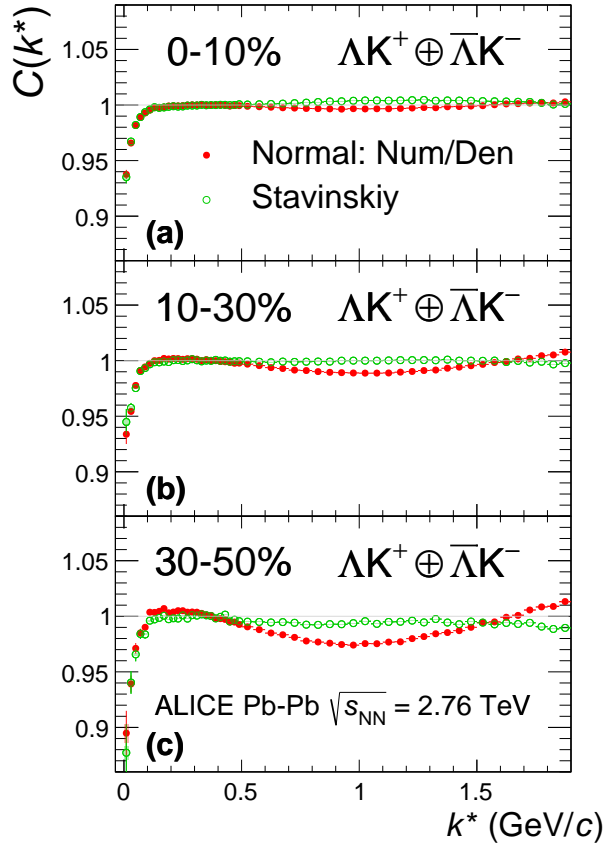 C(k*)
1.05
1
0.95
0.9
0-10% ΛK⁺ ⊕ Λ̅K⁻
Normal: Num/Den
Stavinskiy
(a)
1.05
1
0.95
0.9
10-30% ΛK⁺ ⊕ Λ̅K⁻
(b)
1.05
1
0.95
0.9
30-50% ΛK⁺ ⊕ Λ̅K⁻
ALICE Pb-Pb √s_NN = 2.76 TeV
(c)
0 0.5 1 1.5
k* (GeV/c)